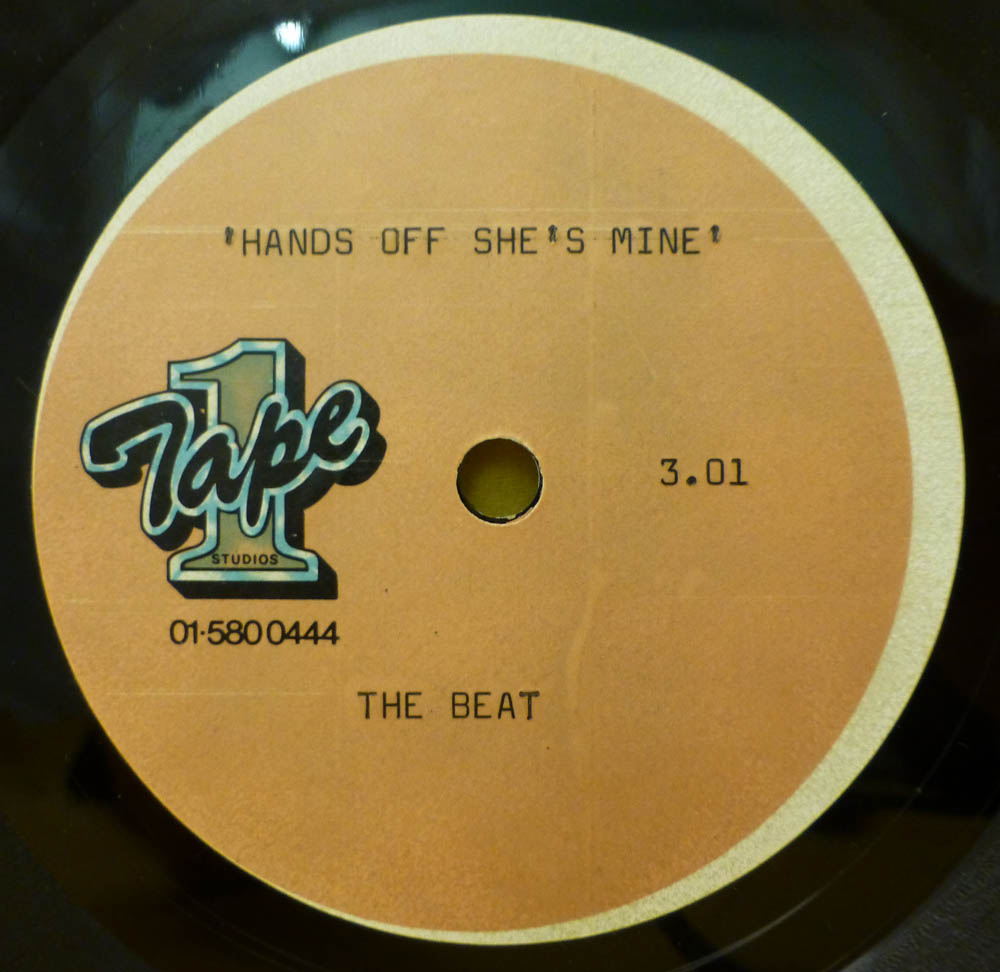 'HANDS OFF SHE'S MINE'
1
Tape
STUDIOS
01·580 0444
3.01
THE BEAT